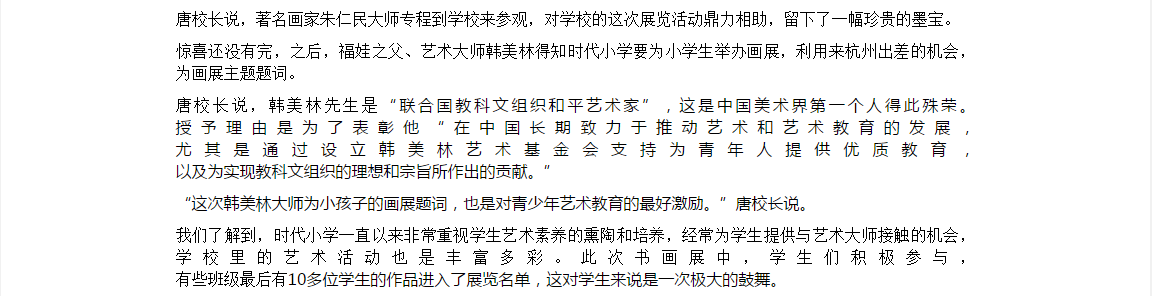 唐校长说，著名画家朱仁民大师专程到学校来参观，对学校的这次展览活动鼎力相助，留下了一幅珍贵的墨宝。
惊喜还没有完，之后，福娃之父、艺术大师韩美林得知时代小学要为小学生举办画展，利用来杭州出差的机会，
为画展主题题词。
唐校长说，韩美林先生是“联合国教科文组织和平艺术家”，这是中国美术界第一个人得此殊荣。
授予理由是为了表彰他“在中国长期致力于推动艺术和艺术教育的发展，
尤其是通过设立韩美林艺术基金会支持为青年人提供优质教育，
以及为实现教科文组织的理想和宗旨所作出的贡献。”
“这次韩美林大师为小孩子的画展题词，也是对青少年艺术教育的最好激励。”唐校长说。
我们了解到，时代小学一直以来非常重视学生艺术素养的熏陶和培养，经常为学生提供与艺术大师接触的机会，
学校里的艺术活动也是丰富多彩。此次书画展中，学生们积极参与，
有些班级最后有10多位学生的作品进入了展览名单，这对学生来说是一次极大的鼓舞。